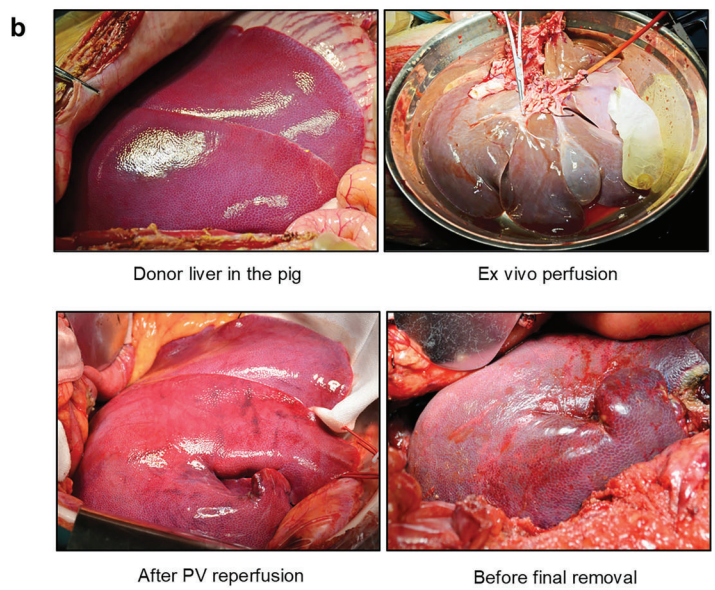 b
Donor liver in the pig
Ex vivo perfusion
After PV reperfusion
Before final removal